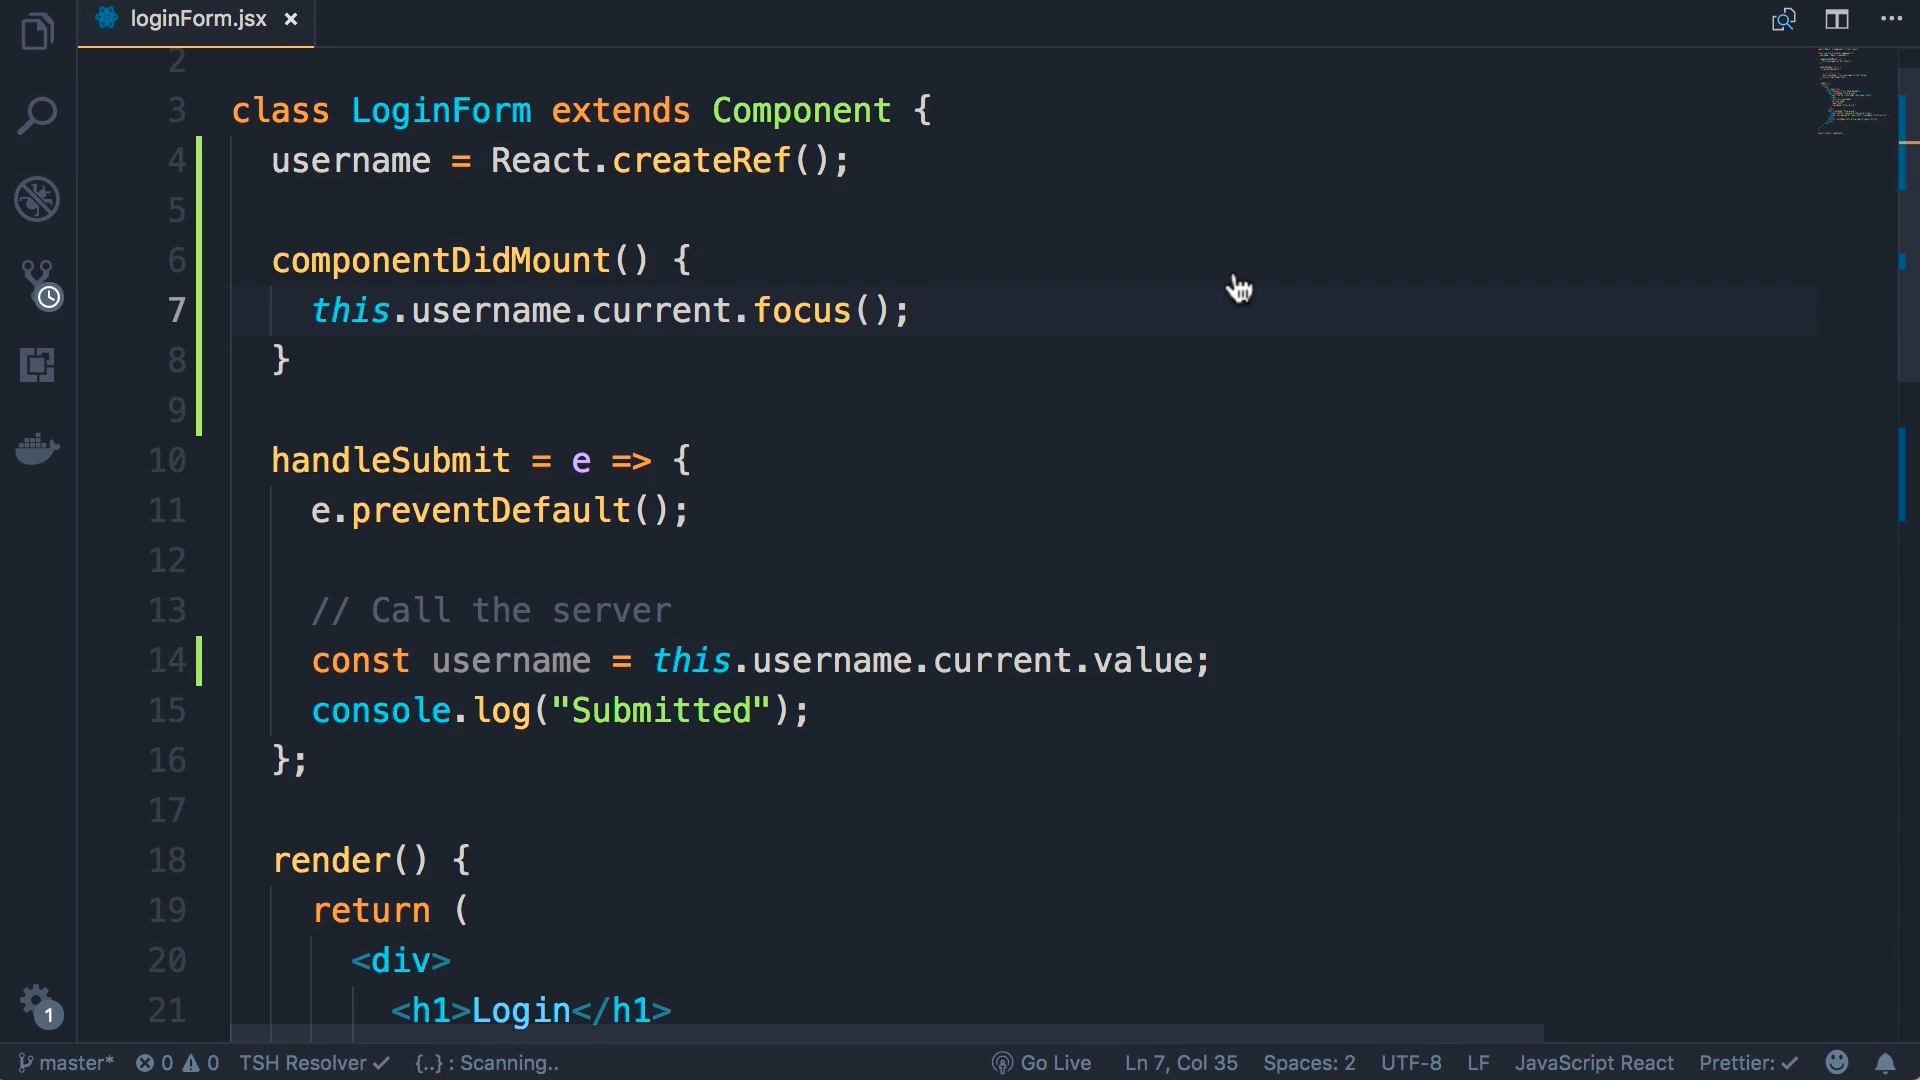 loginForm.jsx ×
2
3 class LoginForm extends Component {
4 username = React.createRef();
5
6 componentDidMount() {
7 this.username.current.focus();
8 }
9
10 handleSubmit = e => {
11 e.preventDefault();
12
13 // Call the server
14 const username = this.username.current.value;
15 console.log("Submitted");
16 };
17
18 render() {
19 return (
20 <div>
21 <h1>Login</h1>
1
master* 0 0 TSH Resolver ✓ {..} : Scanning.. Go Live Ln 7, Col 35 Spaces: 2 UTF-8 LF JavaScript React Prettier: ✓